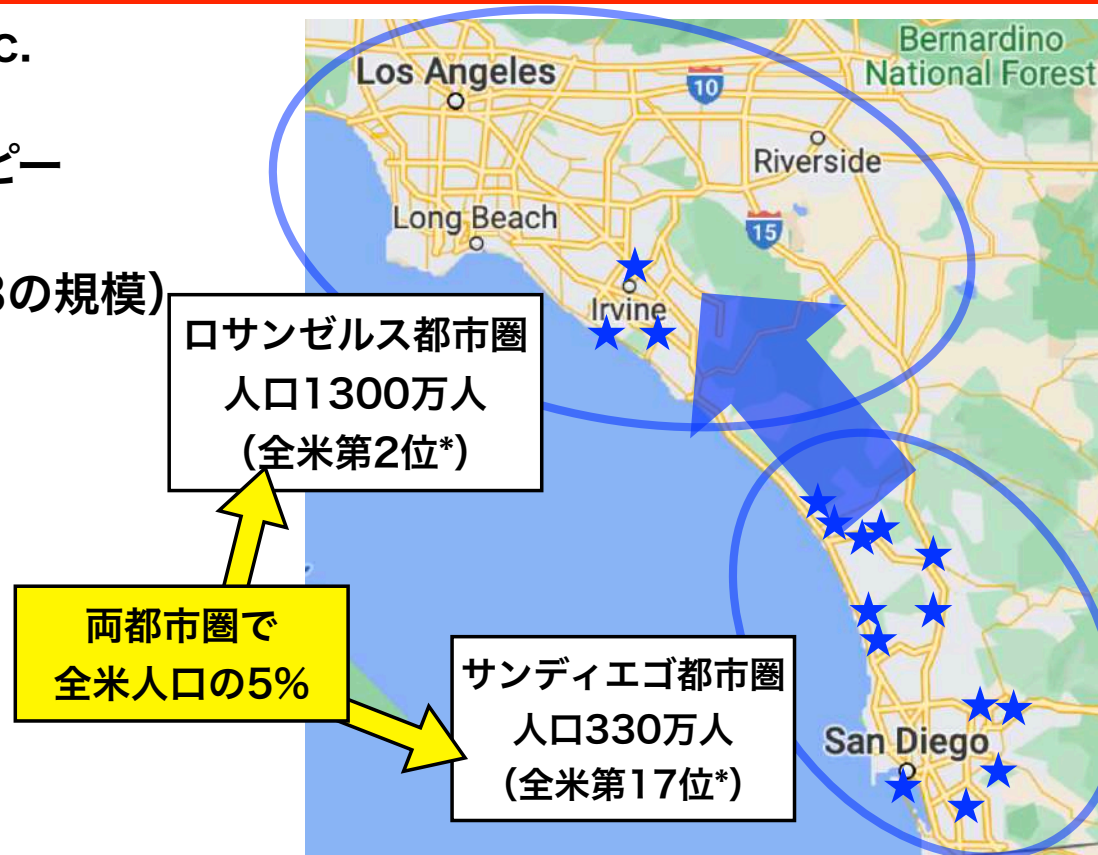 c.
ピー
の規模）
Los Angeles
10
Bernardino
National Forest
Riverside
Long Beach
15
Irvine
ロサンゼルス都市圏
人口1300万人
（全米第2位*）
両都市圏で
全米人口の5%
サンディエゴ都市圏
人口330万人
（全米第17位*）
San Diego